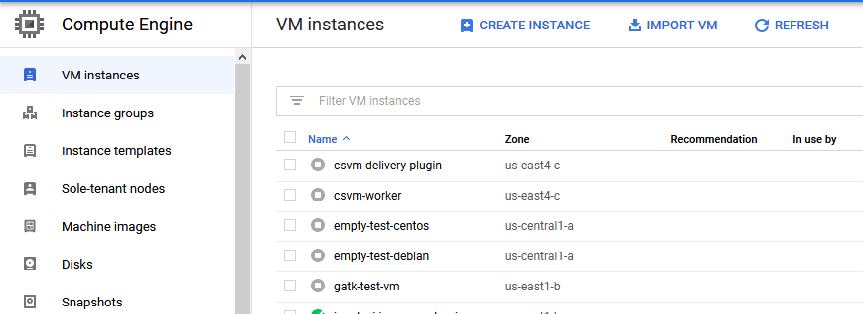 Compute Engine
VM instances
CREATE INSTANCE
IMPORT VM
REFRESH
VM instances
Instance groups
Instance templates
Sole-tenant nodes
Machine images
Disks
Snapshots
Filter VM instances
Name Zone Recommendation In use by
csvm-delivery-plugin us-east4-c
csvm-worker us-east4-c
empty-test-centos us-central1-a
empty-test-debian us-central1-a
gatk-test-vm us-east1-b